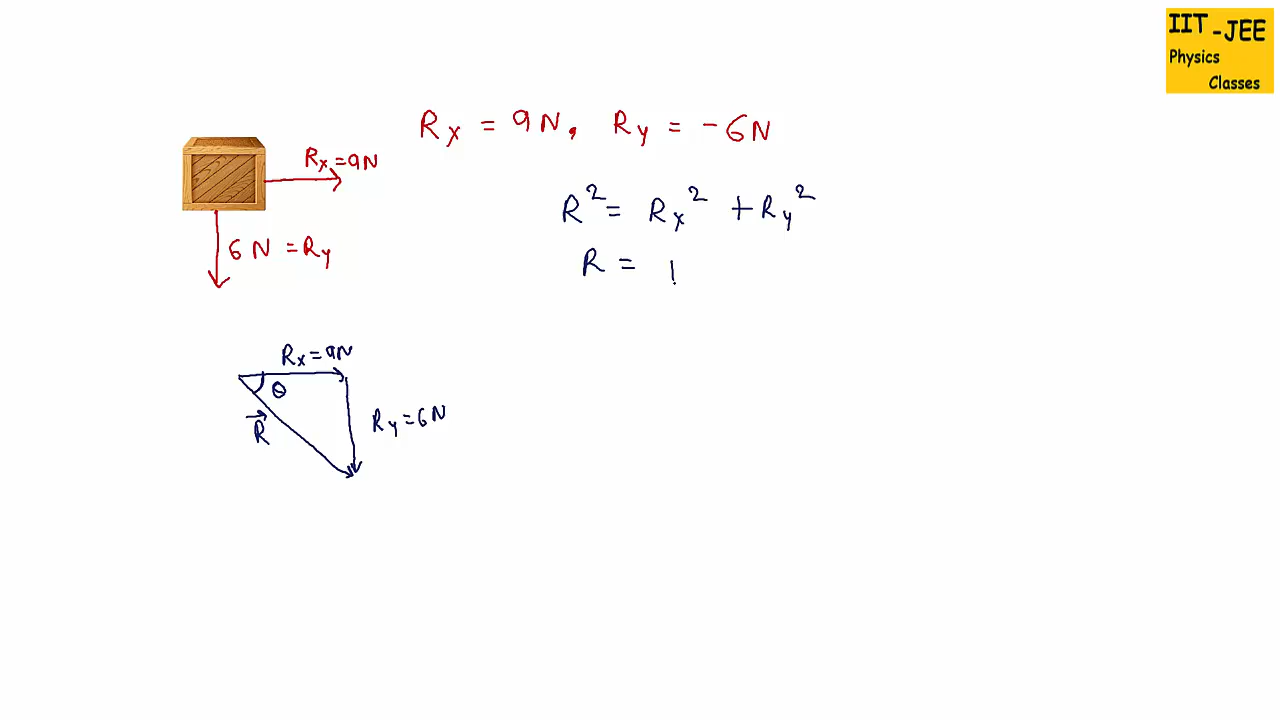 IIT-JEE
Physics
Classes
Rx = 9N, Ry = -6N
Rx=9N
R² = Rx² + Ry²
6 N = Ry
R =
Rx=9N
θ
R⃗
Ry=6N